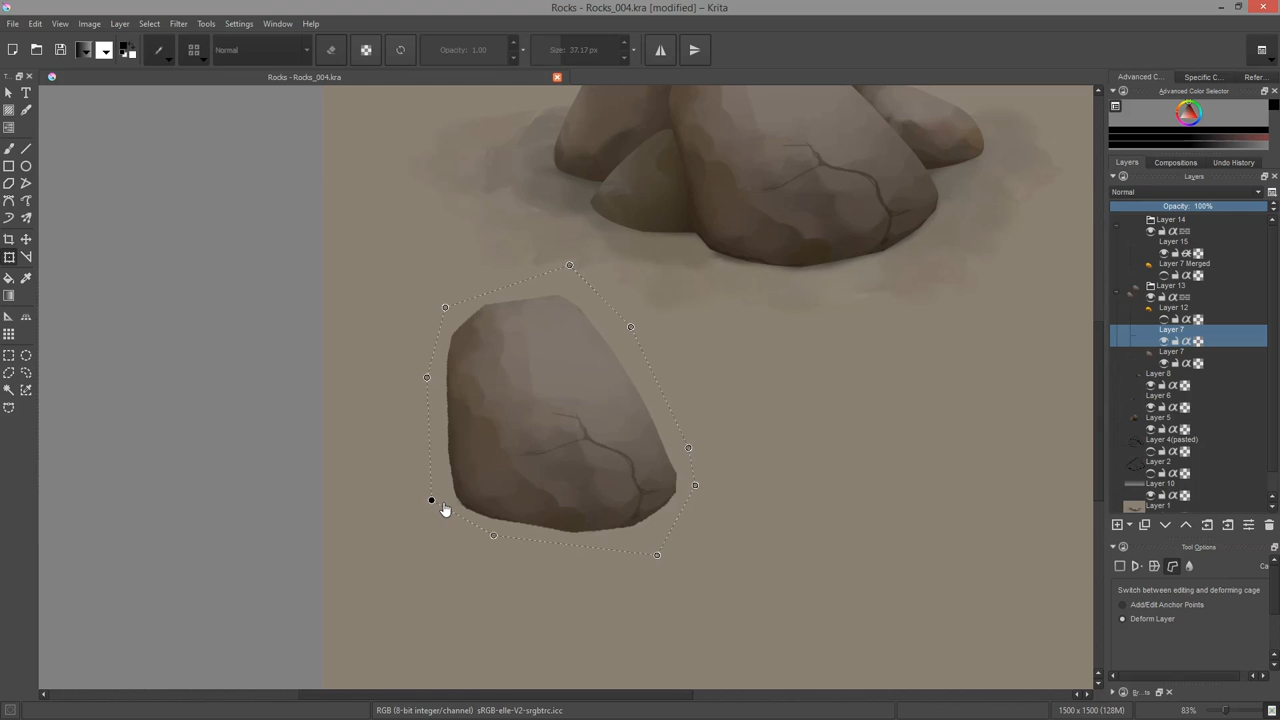 Rocks - Rocks_004.kra [modified] – Krita
File Edit View Image Layer Select Filter Tools Settings Window Help
Normal
Opacity: 1.00
Size: 37.17 px
T...
Rocks - Rocks_004.kra
Advanced C... Specific C... Refer...
Advanced Color Selector
Layers Compositions Undo History
Layers
Normal
Opacity: 100%
Layer 14
Layer 15
Layer 7 Merged
Layer 13
Layer 12
Layer 7
Layer 7
Layer 8
Layer 6
Layer 5
Layer 4(pasted)
Layer 2
Layer 10
Layer 1
Tool Options
Ca
Switch between editing and deforming cage
Add/Edit Anchor Points
Deform Layer
RGB (8-bit integer/channel) sRGB-elle-V2-srgbtrc.icc
1500 x 1500 (128M)
83%